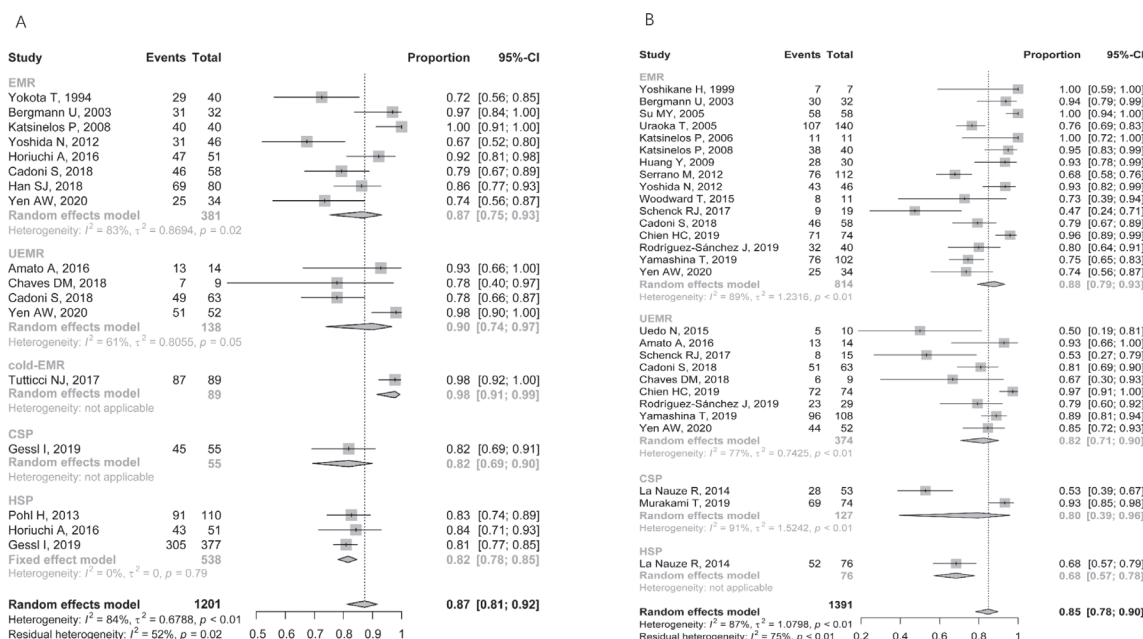 A
Study Events Total Proportion 95%-CI
EMR
Yokota T, 1994 29 40 0.72 [0.56; 0.85]
Bergmann U, 2003 31 32 0.97 [0.84; 1.00]
Katsinelos P, 2008 40 40 1.00 [0.91; 1.00]
Yoshida N, 2012 31 46 0.67 [0.52; 0.80]
Horiuchi A, 2016 47 51 0.92 [0.81; 0.98]
Cadoni S, 2018 46 58 0.79 [0.67; 0.89]
Han SJ, 2018 69 80 0.86 [0.77; 0.93]
Yen AW, 2020 25 34 0.74 [0.56; 0.87]
Random effects model 381 0.87 [0.75; 0.93]
Heterogeneity: I² = 83%, τ² = 0.8694, p = 0.02
UEMR
Amato A, 2016 13 14 0.93 [0.66; 1.00]
Chaves DM, 2018 7 9 0.78 [0.40; 0.97]
Cadoni S, 2018 49 63 0.78 [0.66; 0.87]
Yen AW, 2020 51 52 0.98 [0.90; 1.00]
Random effects model 138 0.90 [0.74; 0.97]
Heterogeneity: I² = 61%, τ² = 0.8055, p = 0.05
cold-EMR
Tutticci NJ, 2017 87 89 0.98 [0.92; 1.00]
Random effects model 89 0.98 [0.91; 0.99]
Heterogeneity: not applicable
CSP
Gessl I, 2019 45 55 0.82 [0.69; 0.91]
Random effects model 55 0.82 [0.69; 0.90]
Heterogeneity: not applicable
HSP
Pohl H, 2013 91 110 0.83 [0.74; 0.89]
Horiuchi A, 2016 43 51 0.84 [0.71; 0.93]
Gessl I, 2019 305 377 0.81 [0.77; 0.85]
Fixed effect model 538 0.82 [0.78; 0.85]
Heterogeneity: I² = 0%, τ² = 0, p = 0.79
Random effects model 1201 0.87 [0.81; 0.92]
Heterogeneity: I² = 84%, τ² = 0.6788, p < 0.01
Residual heterogeneity: I² = 52%, p = 0.02 0.5 0.6 0.7 0.8 0.9 1
B
Study Events Total Proportion 95%-CI
EMR
Yoshikane H, 1999 7 7 1.00 [0.59; 1.00]
Bergmann U, 2003 30 32 0.94 [0.79; 0.99]
Su MY, 2005 58 58 1.00 [0.94; 1.00]
Uraoka T, 2005 107 140 0.76 [0.69; 0.83]
Katsinelos P, 2006 11 11 1.00 [0.72; 1.00]
Katsinelos P, 2008 38 40 0.95 [0.83; 0.99]
Huang Y, 2009 28 30 0.93 [0.78; 0.99]
Serrano M, 2012 76 112 0.68 [0.58; 0.76]
Yoshida N, 2012 43 46 0.93 [0.82; 0.99]
Woodward T, 2015 8 11 0.73 [0.39; 0.94]
Schenck RJ, 2017 9 19 0.47 [0.24; 0.71]
Cadoni S, 2018 46 58 0.79 [0.67; 0.89]
Chien HC, 2019 71 74 0.96 [0.89; 0.99]
Rodríguez-Sánchez J, 2019 32 40 0.80 [0.64; 0.91]
Yamashina T, 2019 76 102 0.75 [0.65; 0.83]
Yen AW, 2020 25 34 0.74 [0.56; 0.87]
Random effects model 814 0.88 [0.79; 0.93]
Heterogeneity: I² = 89%, τ² = 1.2316, p < 0.01
UEMR
Uedo N, 2015 5 10 0.50 [0.19; 0.81]
Amato A, 2016 13 14 0.93 [0.66; 1.00]
Schenck RJ, 2017 8 15 0.53 [0.27; 0.79]
Cadoni S, 2018 51 63 0.81 [0.69; 0.90]
Chaves DM, 2018 6 9 0.67 [0.30; 0.93]
Chien HC, 2019 72 74 0.97 [0.91; 1.00]
Rodríguez-Sánchez J, 2019 23 29 0.79 [0.60; 0.92]
Yamashina T, 2019 96 108 0.89 [0.81; 0.94]
Yen AW, 2020 44 52 0.85 [0.72; 0.93]
Random effects model 374 0.82 [0.71; 0.90]
Heterogeneity: I² = 77%, τ² = 0.7425, p < 0.01
CSP
La Nauze R, 2014 28 53 0.53 [0.39; 0.67]
Murakami T, 2019 69 74 0.93 [0.85; 0.98]
Random effects model 127 0.80 [0.39; 0.96]
Heterogeneity: I² = 91%, τ² = 1.5242, p < 0.01
HSP
La Nauze R, 2014 52 76 0.68 [0.57; 0.79]
Random effects model 76 0.68 [0.57; 0.78]
Heterogeneity: not applicable
Random effects model 1391 0.85 [0.78; 0.90]
Heterogeneity: I² = 87%, τ² = 1.0798, p < 0.01
Residual heterogeneity: I² = 75%, p < 0.01 0.2 0.4 0.6 0.8 1